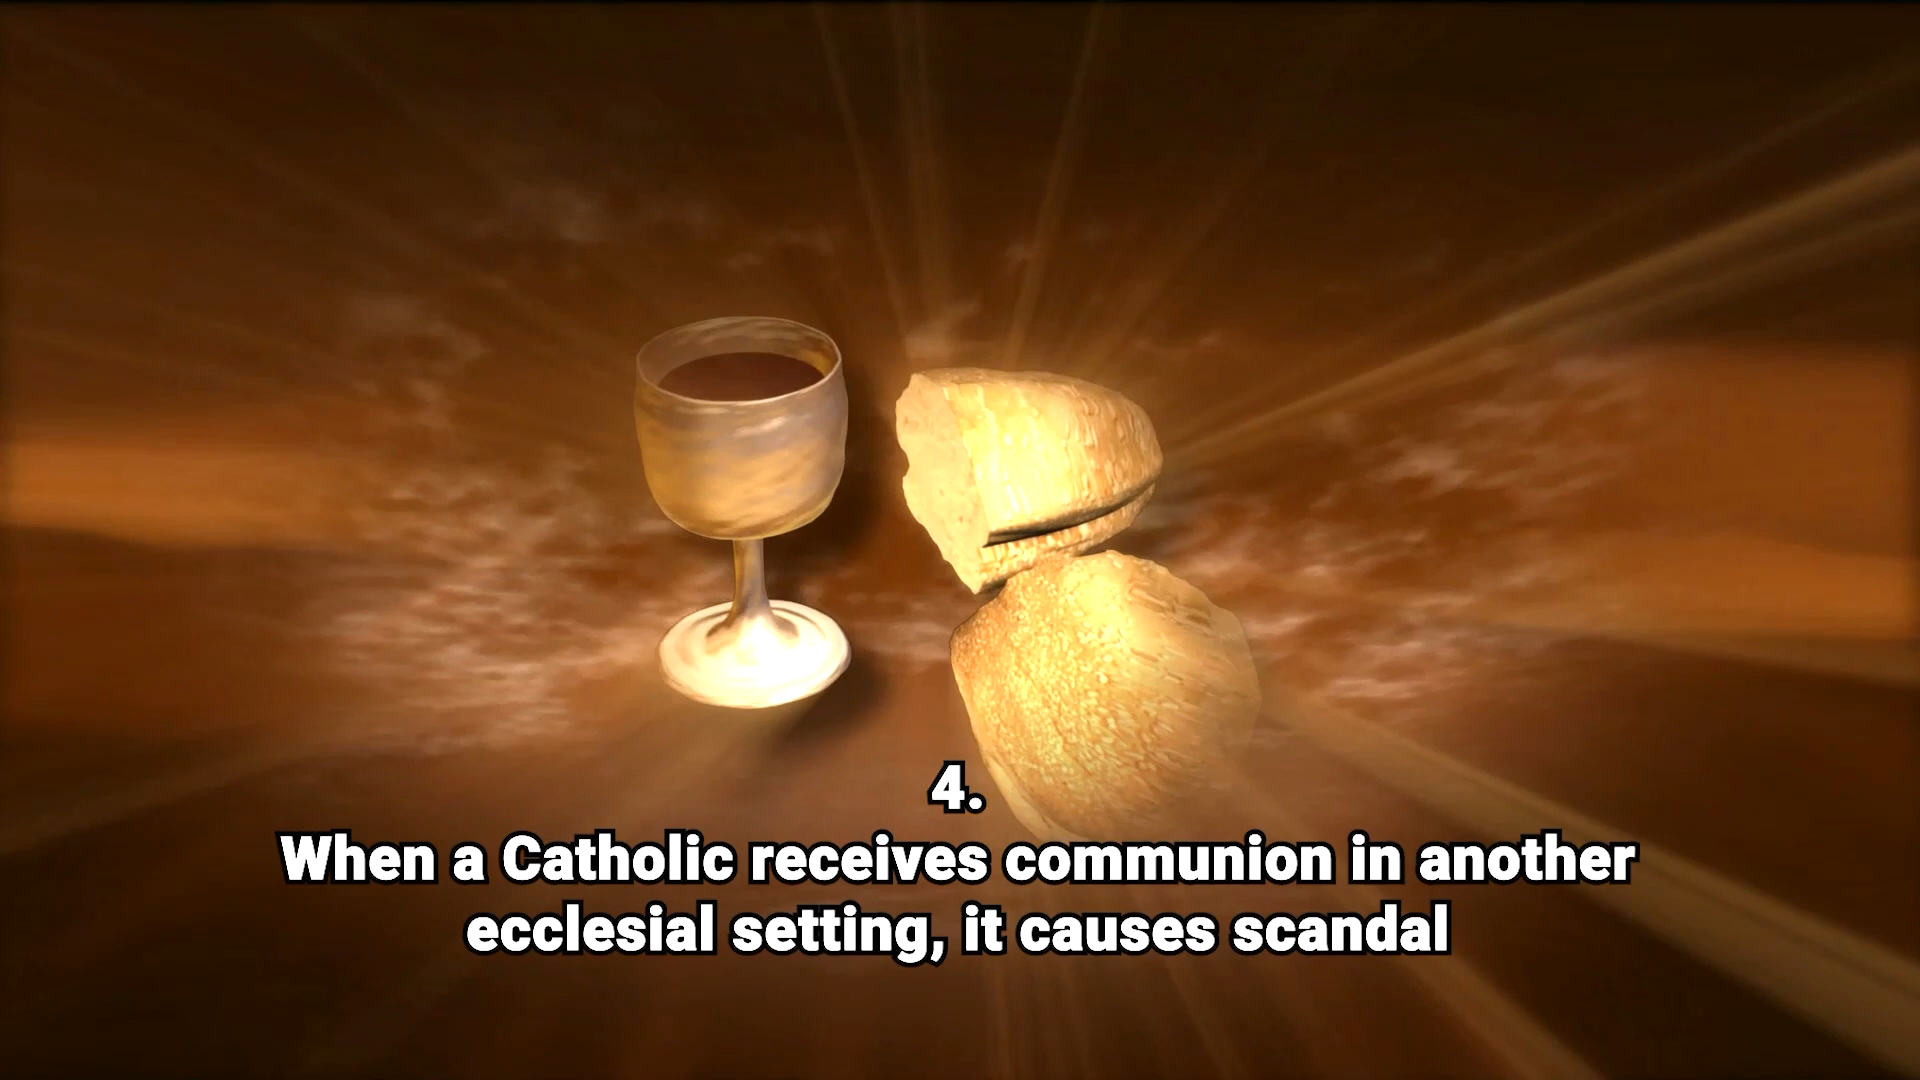 4.
When a Catholic receives communion in another
ecclesial setting, it causes scandal